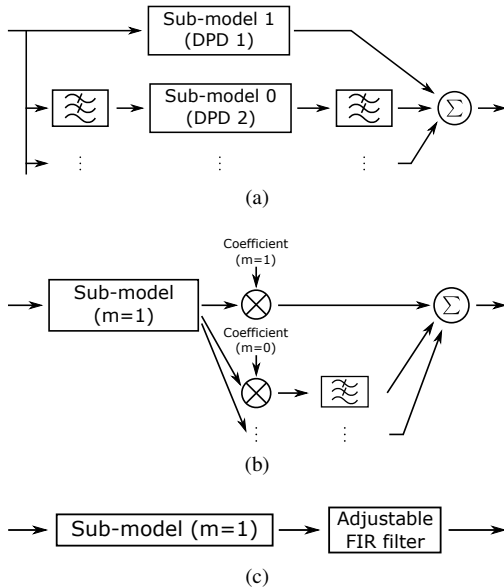 Sub-model 1
(DPD 1)
Sub-model 0
(DPD 2)
Σ
⋮ ⋮ ⋮
(a)
Coefficient
(m=1)
Sub-model
(m=1)
Σ
Coefficient
(m=0)
⋮ ⋮
(b)
Sub-model (m=1)
Adjustable
FIR filter
(c)